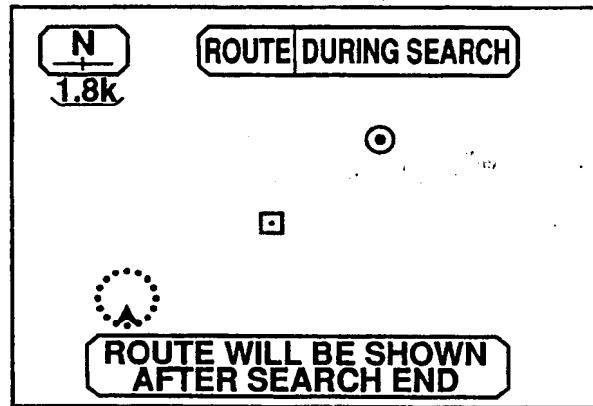 N
ROUTE DURING SEARCH
1.8k
ROUTE WILL BE SHOWN
AFTER SEARCH END